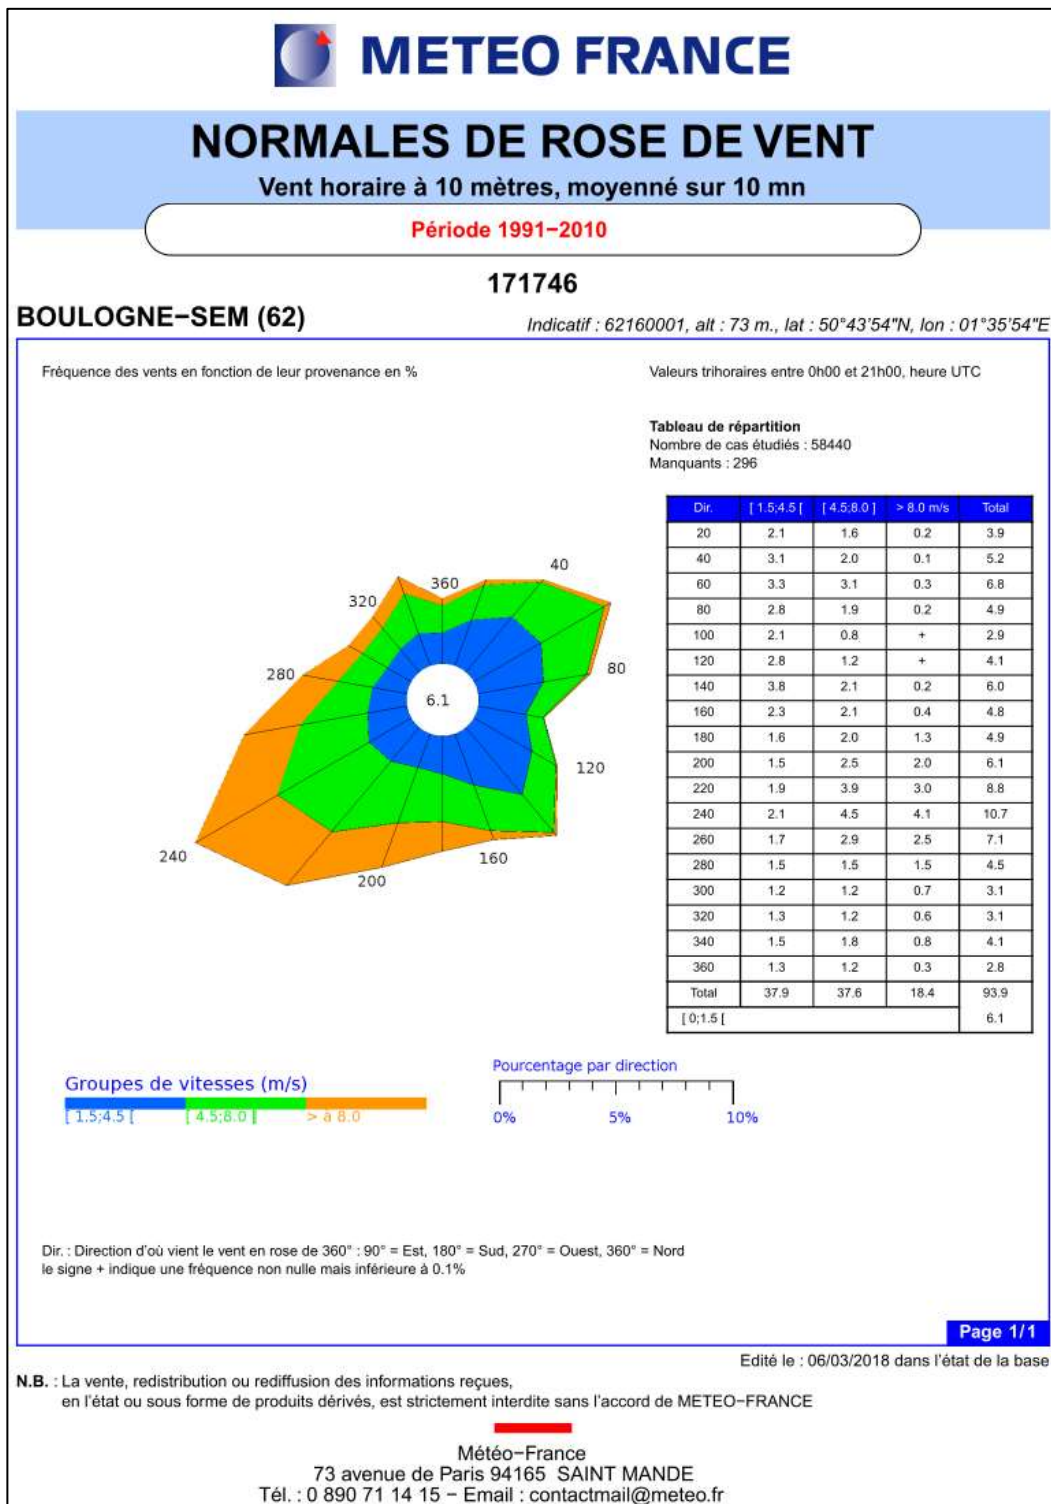 METEO FRANCE
NORMALES DE ROSE DE VENT
Vent horaire à 10 mètres, moyenné sur 10 mn
Période 1991−2010
171746
BOULOGNE−SEM (62)
Indicatif : 62160001, alt : 73 m., lat : 50°43'54"N, lon : 01°35'54"E
Fréquence des vents en fonction de leur provenance en %
Valeurs trihoraires entre 0h00 et 21h00, heure UTC
Tableau de répartition
Nombre de cas étudiés : 58440
Manquants : 296
Dir. [ 1.5;4.5 [ [ 4.5;8.0 ] > 8.0 m/s Total
20 2.1 1.6 0.2 3.9
40 3.1 2.0 0.1 5.2
60 3.3 3.1 0.3 6.8
80 2.8 1.9 0.2 4.9
100 2.1 0.8 + 2.9
120 2.8 1.2 + 4.1
140 3.8 2.1 0.2 6.0
160 2.3 2.1 0.4 4.8
180 1.6 2.0 1.3 4.9
200 1.5 2.5 2.0 6.1
220 1.9 3.9 3.0 8.8
240 2.1 4.5 4.1 10.7
260 1.7 2.9 2.5 7.1
280 1.5 1.5 1.5 4.5
300 1.2 1.2 0.7 3.1
320 1.3 1.2 0.6 3.1
340 1.5 1.8 0.8 4.1
360 1.3 1.2 0.3 2.8
Total 37.9 37.6 18.4 93.9
[ 0;1.5 [ 6.1
360
40
320
280
80
6.1
120
240
160
200
Groupes de vitesses (m/s)
[ 1.5;4.5 [ [ 4.5;8.0 ] > à 8.0
Pourcentage par direction
0% 5% 10%
Dir. : Direction d'où vient le vent en rose de 360° : 90° = Est, 180° = Sud, 270° = Ouest, 360° = Nord
le signe + indique une fréquence non nulle mais inférieure à 0.1%
Page 1/1
Edité le : 06/03/2018 dans l'état de la base
N.B. : La vente, redistribution ou rediffusion des informations reçues,
en l'état ou sous forme de produits dérivés, est strictement interdite sans l'accord de METEO−FRANCE
Météo−France
73 avenue de Paris 94165 SAINT MANDE
Tél. : 0 890 71 14 15 − Email : contactmail@meteo.fr